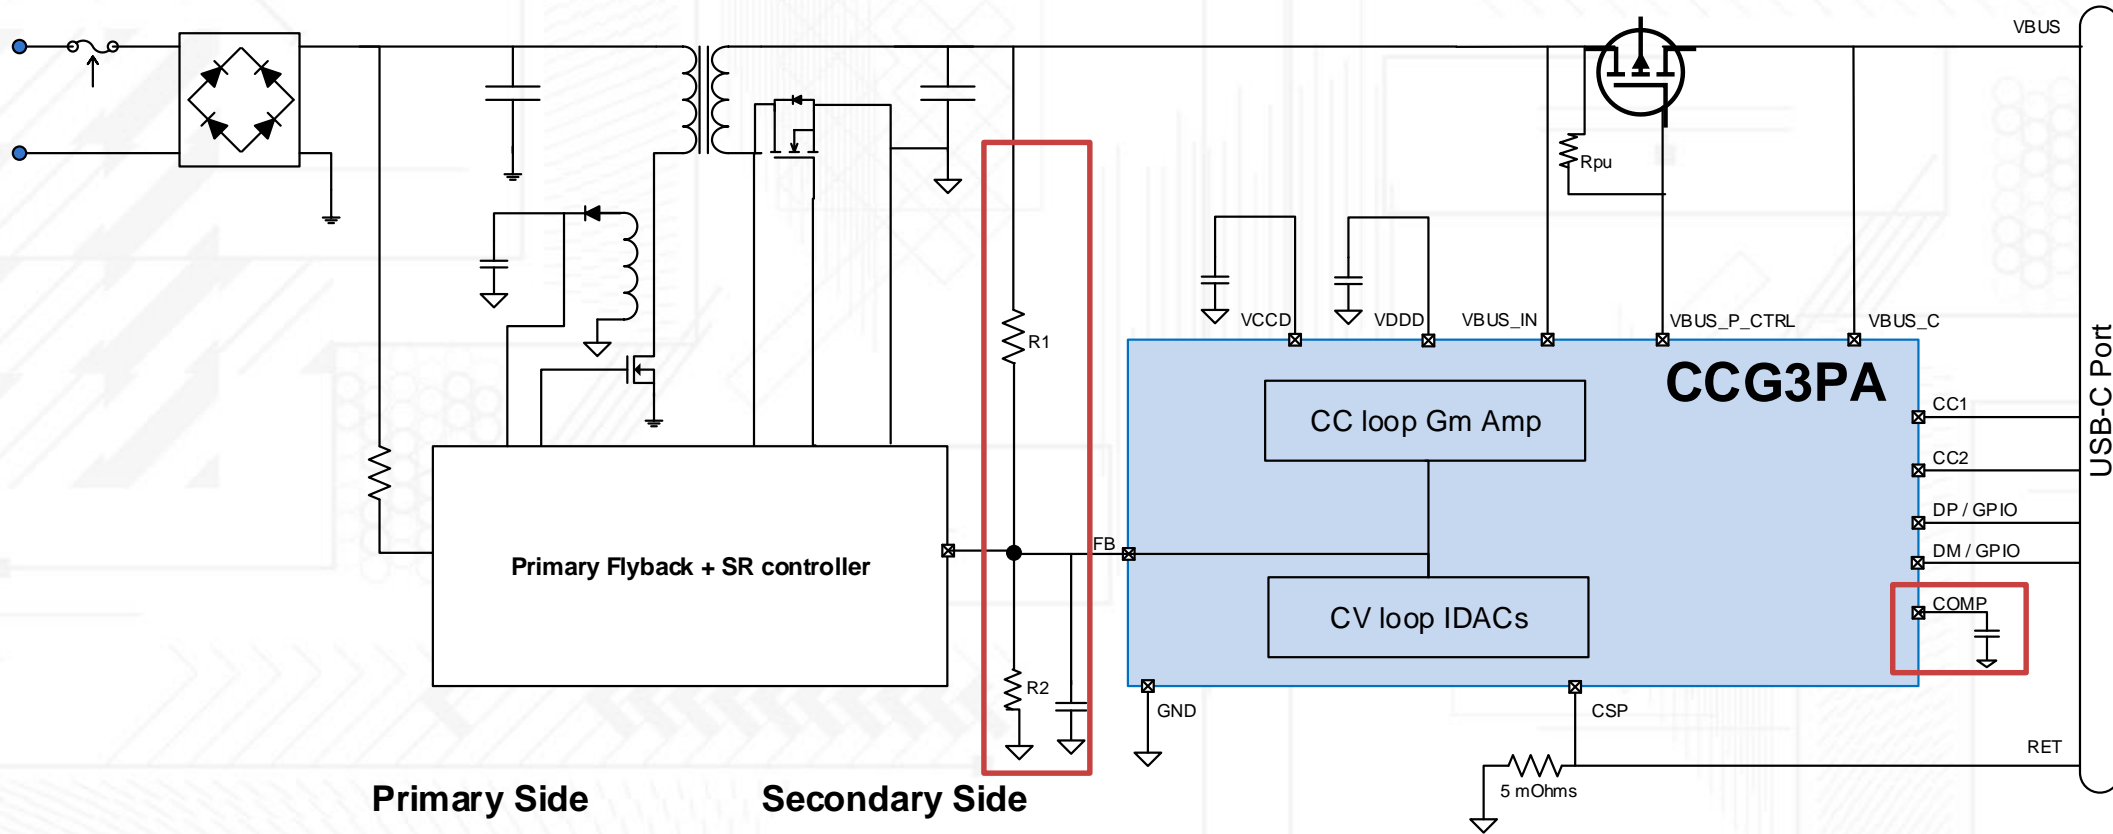 VBUS
Rpu
VCCD
VDDD
VBUS_IN
VBUS_P_CTRL
VBUS_C
R1
CCG3PA
CC loop Gm Amp
CC1
CC2
USB-C Port
DP / GPIO
FB
DM / GPIO
Primary Flyback + SR controller
COMP
CV loop IDACs
R2
GND
CSP
RET
5 mOhms
Primary Side
Secondary Side